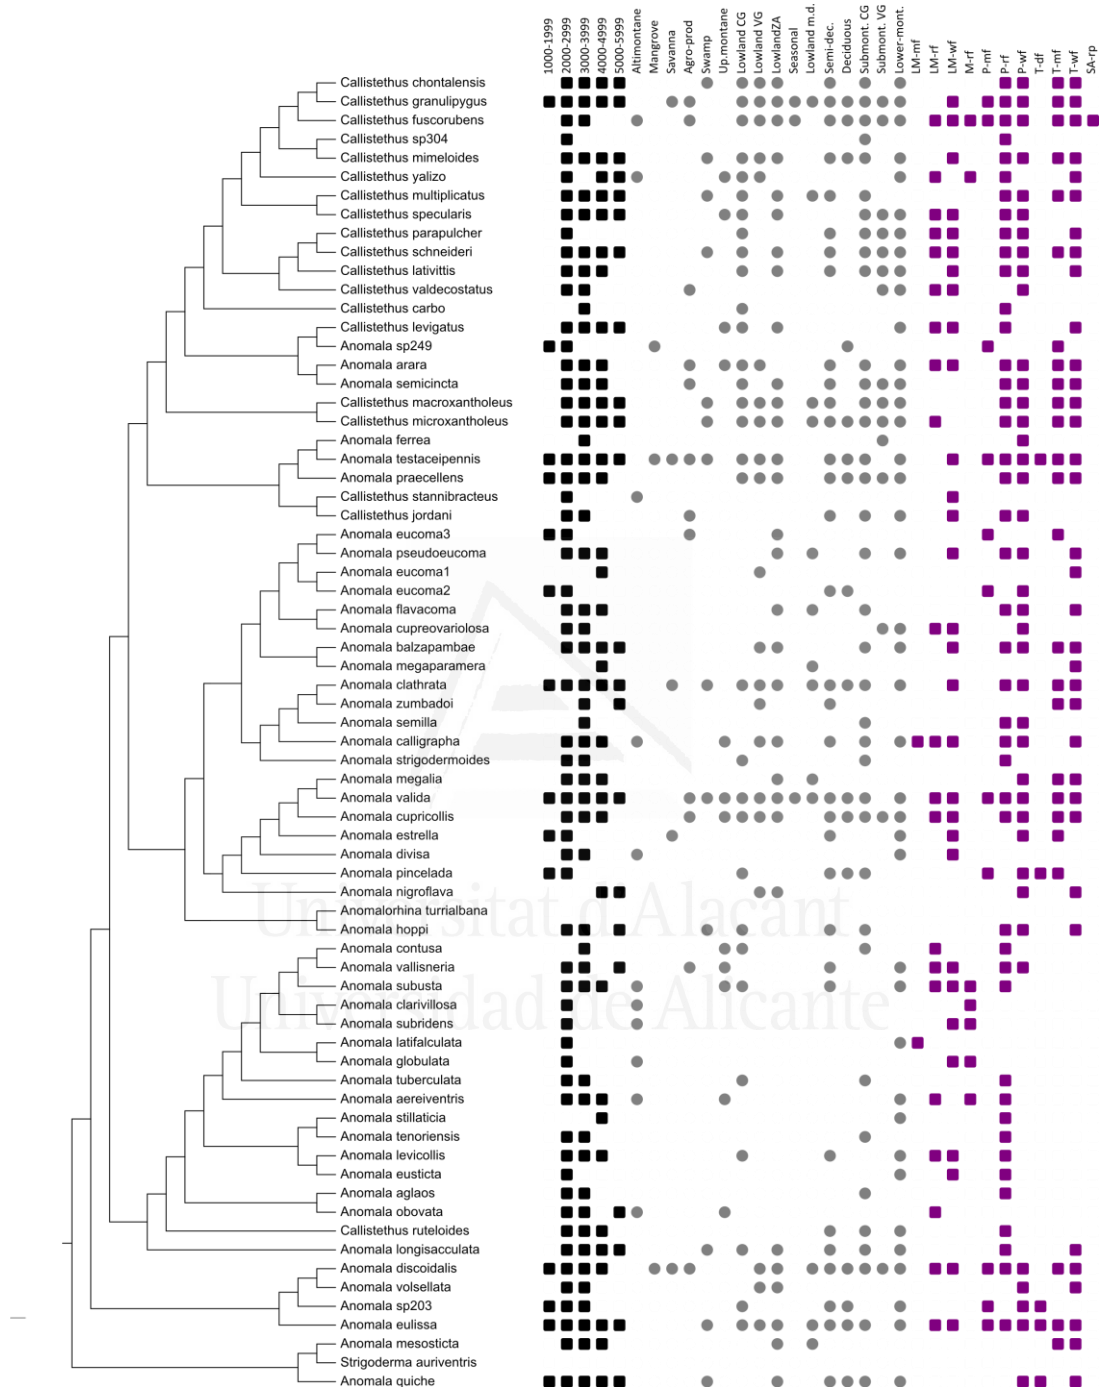 1000-1999
2000-2999
3000-3999
4000-4999
5000-5999
Altimontane
Mangrove
Savanna
Agro-prod
Swamp
Up.montane
Lowland CG
Lowland VG
LowlandZA
Seasonal
Lowland m.d.
Semi-dec.
Deciduous
Submont. CG
Submont. VG
Lower-mont.
LM-mf
LM-rf
LM-wf
M-rf
P-mf
P-rf
P-wf
T-df
T-mf
T-wf
SA-rp
Callistethus chontalensis
Callistethus granulipygus
Callistethus fuscorubens
Callistethus sp304
Callistethus mimeloides
Callistethus yalizo
Callistethus multiplicatus
Callistethus specularis
Callistethus parapulcher
Callistethus schneideri
Callistethus lativittis
Callistethus valdecostatus
Callistethus carbo
Callistethus levigatus
Anomala sp249
Anomala arara
Anomala semicincta
Callistethus macroxantholeus
Callistethus microxantholeus
Anomala ferrea
Anomala testaceipennis
Anomala praecellens
Callistethus stannibracteus
Callistethus jordani
Anomala eucoma3
Anomala pseudoeucoma
Anomala eucoma1
Anomala eucoma2
Anomala flavacoma
Anomala cupreovariolosa
Anomala balzapambae
Anomala megaparamera
Anomala clathrata
Anomala zumbadoi
Anomala semilla
Anomala calligrapha
Anomala strigodermoides
Anomala megalia
Anomala valida
Anomala cupricollis
Anomala estrella
Anomala divisa
Anomala pincelada
Anomala nigroflava
Anomalorhina turrialbana
Anomala hoppi
Anomala contusa
Anomala vallisneria
Anomala subusta
Anomala clarivillosa
Anomala subridens
Anomala latifalculata
Anomala globulata
Anomala tuberculata
Anomala aereiventris
Anomala stillaticia
Anomala tenoriensis
Anomala levicollis
Anomala eusticta
Anomala aglaos
Anomala obovata
Callistethus ruteloides
Anomala longisacculata
Anomala discoidalis
Anomala volsellata
Anomala sp203
Anomala eulissa
Anomala mesosticta
Strigoderma auriventris
Anomala quiche
Universitat d'Alacant
Universidad de Alicante